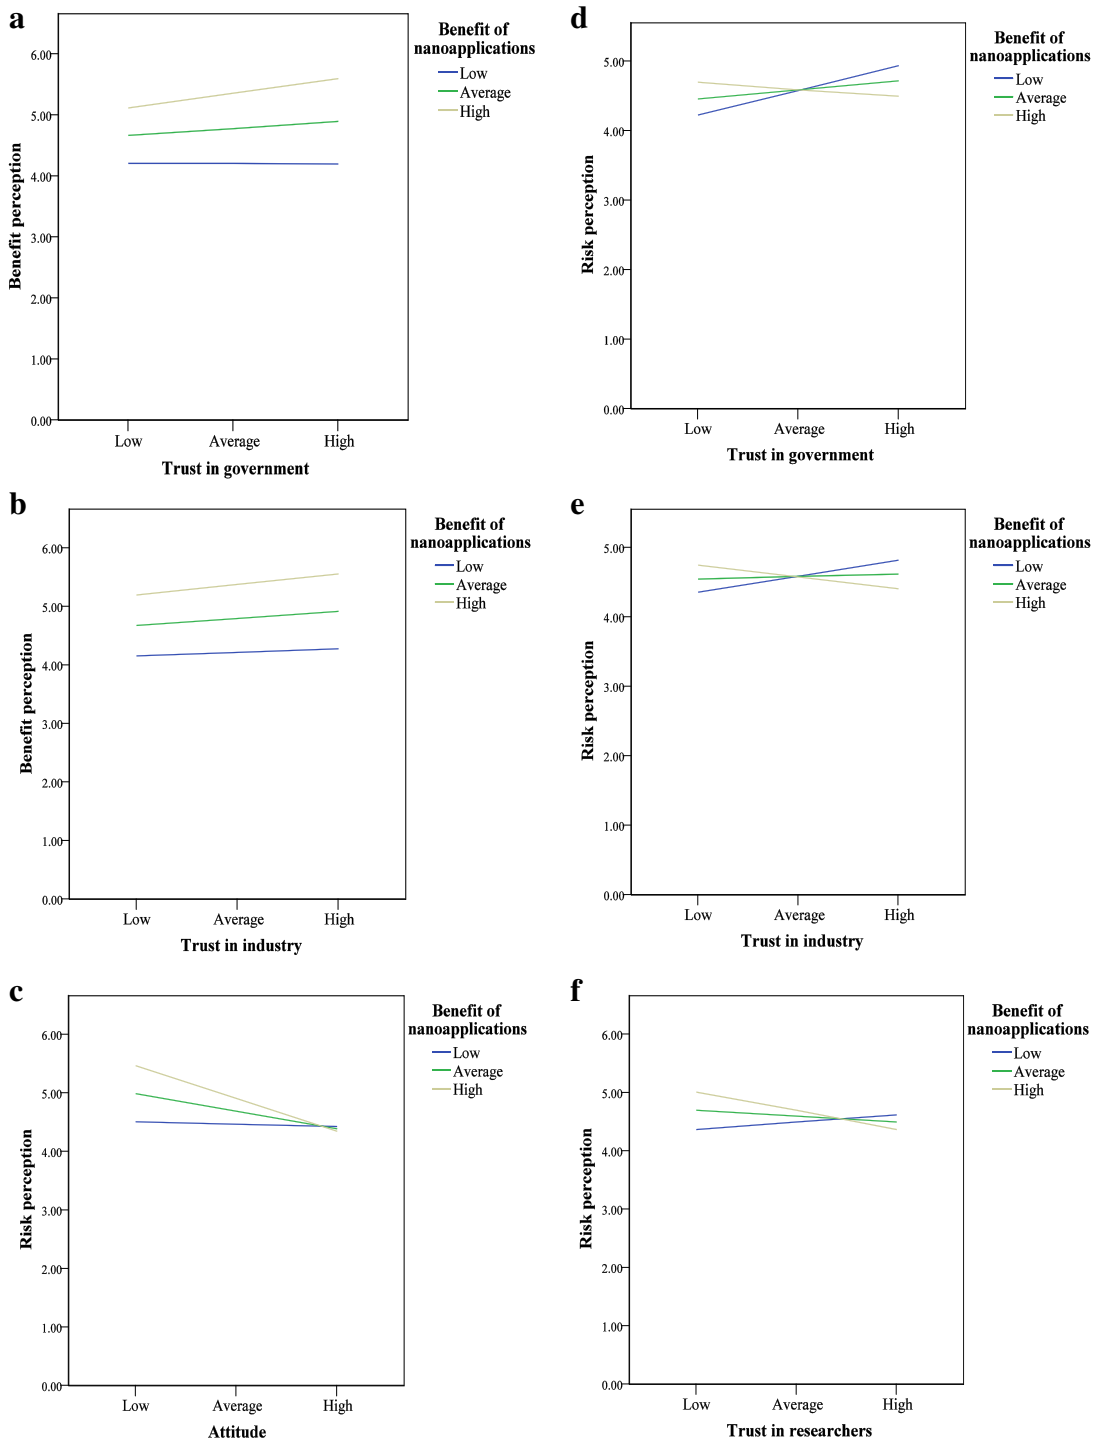 a
Benefit perception
6.00
5.00
4.00
3.00
2.00
1.00
0.00
Low Average High
Trust in government
Benefit of
nanoapplications
Low
Average
High
b
Benefit perception
6.00
5.00
4.00
3.00
2.00
1.00
0.00
Low Average High
Trust in industry
Benefit of
nanoapplications
Low
Average
High
c
Risk perception
6.00
5.00
4.00
3.00
2.00
1.00
0.00
Low Average High
Attitude
Benefit of
nanoapplications
Low
Average
High
d
Risk perception
5.00
4.00
3.00
2.00
1.00
0.00
Low Average High
Trust in government
Benefit of
nanoapplications
Low
Average
High
e
Risk perception
5.00
4.00
3.00
2.00
1.00
0.00
Low Average High
Trust in industry
Benefit of
nanoapplications
Low
Average
High
f
Risk perception
6.00
5.00
4.00
3.00
2.00
1.00
0.00
Low Average High
Trust in researchers
Benefit of
nanoapplications
Low
Average
High